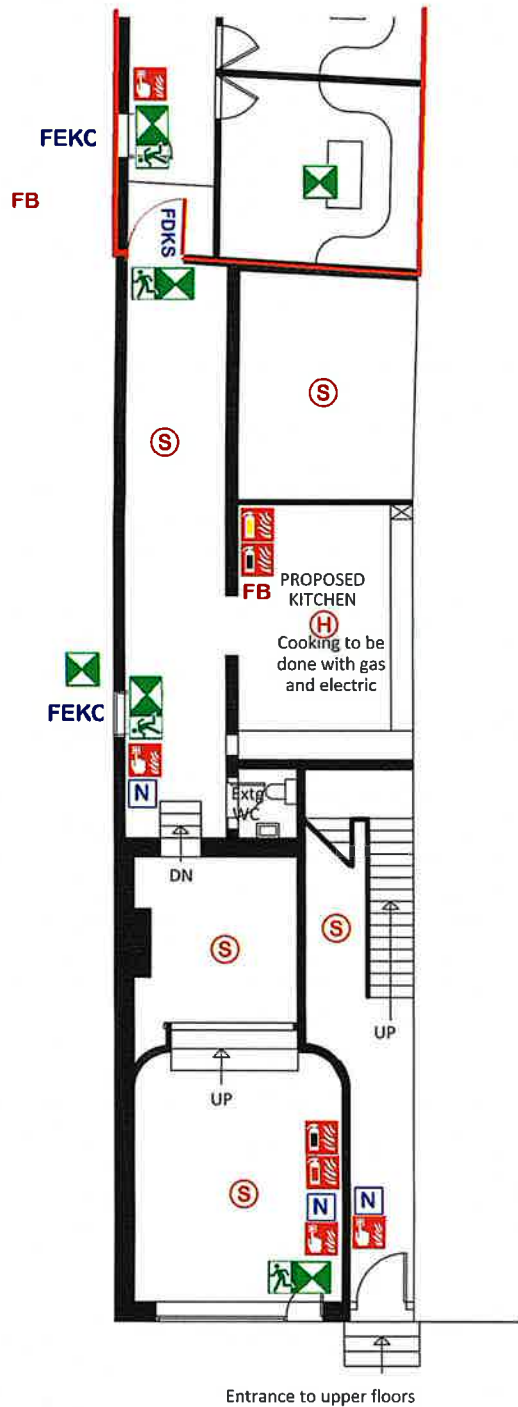 FEKC
FB
FDKS
S
S
FB
PROPOSED
KITCHEN
H
Cooking to be
done with gas
and electric
FEKC
N
Extg
WC
DN
S
S
UP
UP
S
N
N
Entrance to upper floors